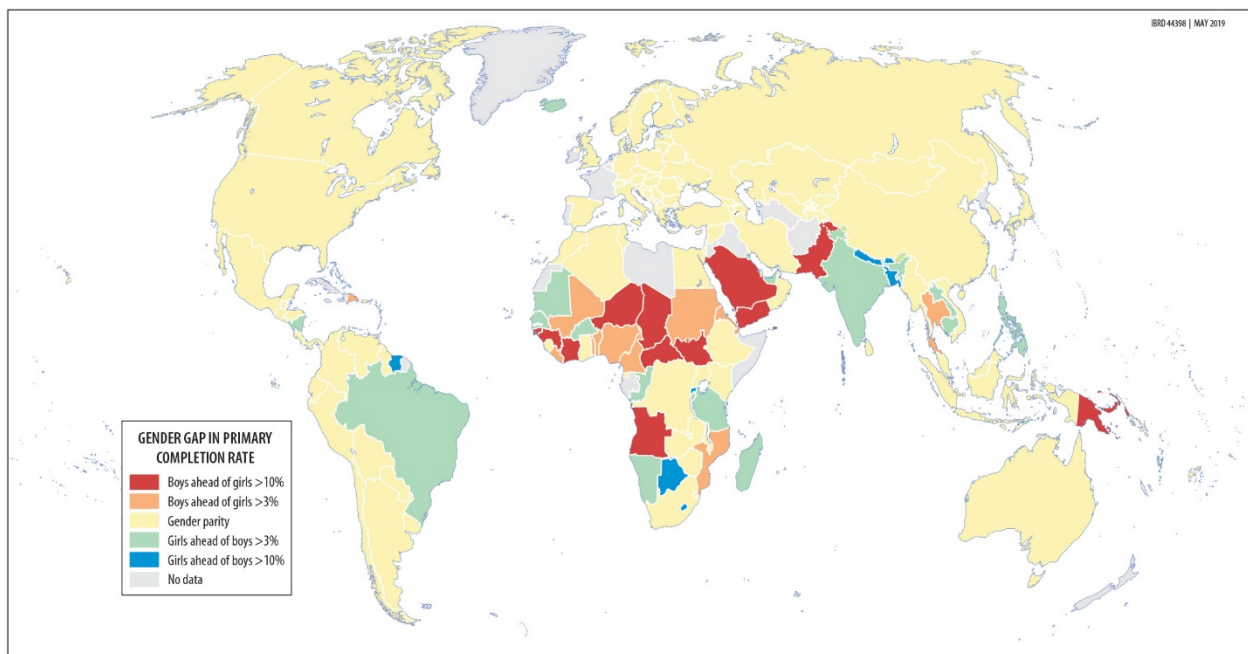 IBRD 44398 | MAY 2019
GENDER GAP IN PRIMARY
COMPLETION RATE
Boys ahead of girls >10%
Boys ahead of girls >3%
Gender parity
Girls ahead of boys >3%
Girls ahead of boys >10%
No data